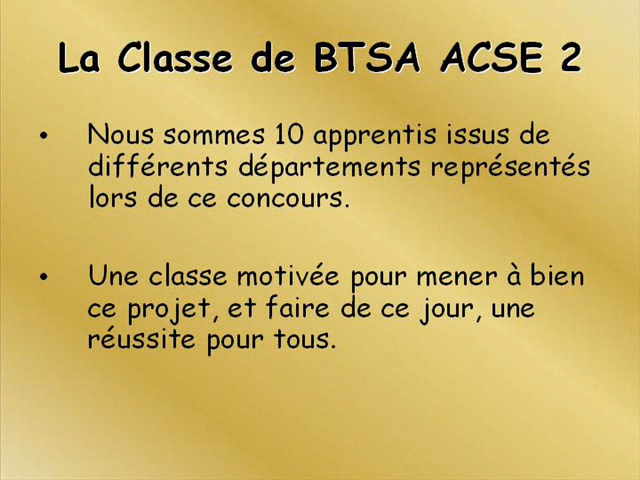 La Classe de BTSA ACSE 2
• Nous sommes 10 apprentis issus de
différents départements représentés
lors de ce concours.
• Une classe motivée pour mener à bien
ce projet, et faire de ce jour, une
réussite pour tous.